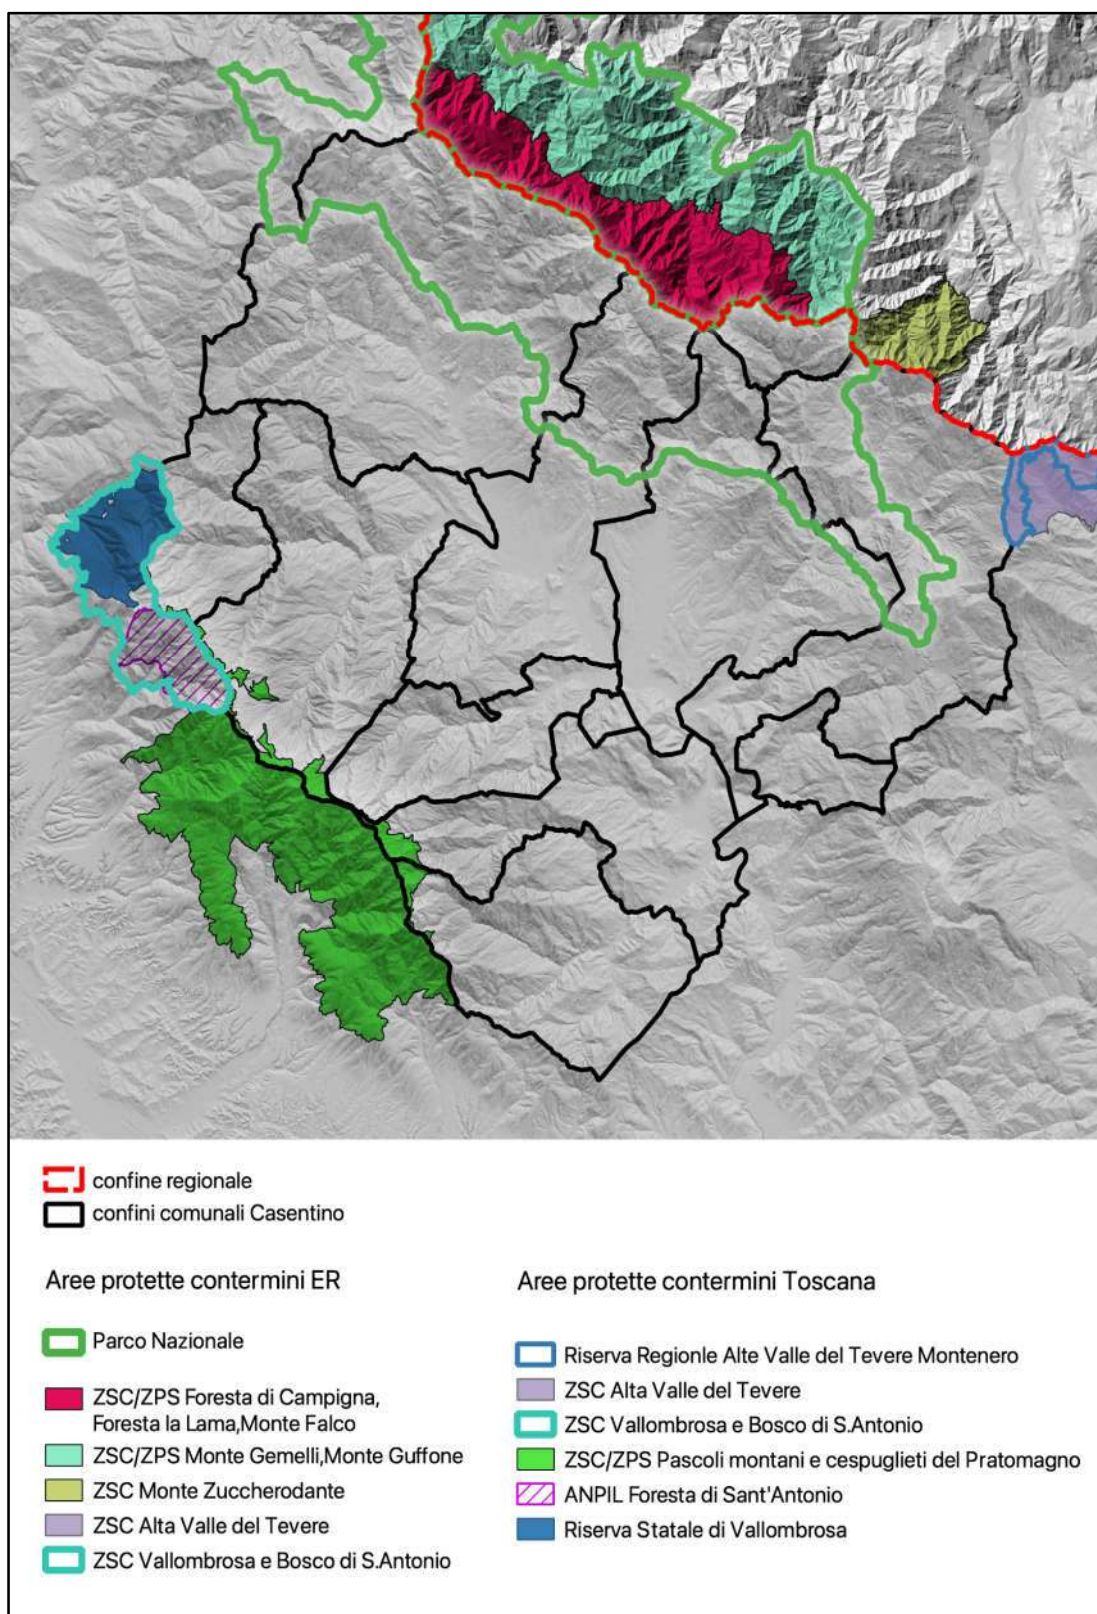 confine regionale
confini comunali Casentino
Aree protette contermini ER
Parco Nazionale
ZSC/ZPS Foresta di Campigna,
Foresta la Lama,Monte Falco
ZSC/ZPS Monte Gemelli,Monte Guffone
ZSC Monte Zuccherodante
ZSC Alta Valle del Tevere
ZSC Vallombrosa e Bosco di S.Antonio
Aree protette contermini Toscana
Riserva Regionle Alte Valle del Tevere Montenero
ZSC Alta Valle del Tevere
ZSC Vallombrosa e Bosco di S.Antonio
ZSC/ZPS Pascoli montani e cespuglieti del Pratomagno
ANPIL Foresta di Sant'Antonio
Riserva Statale di Vallombrosa